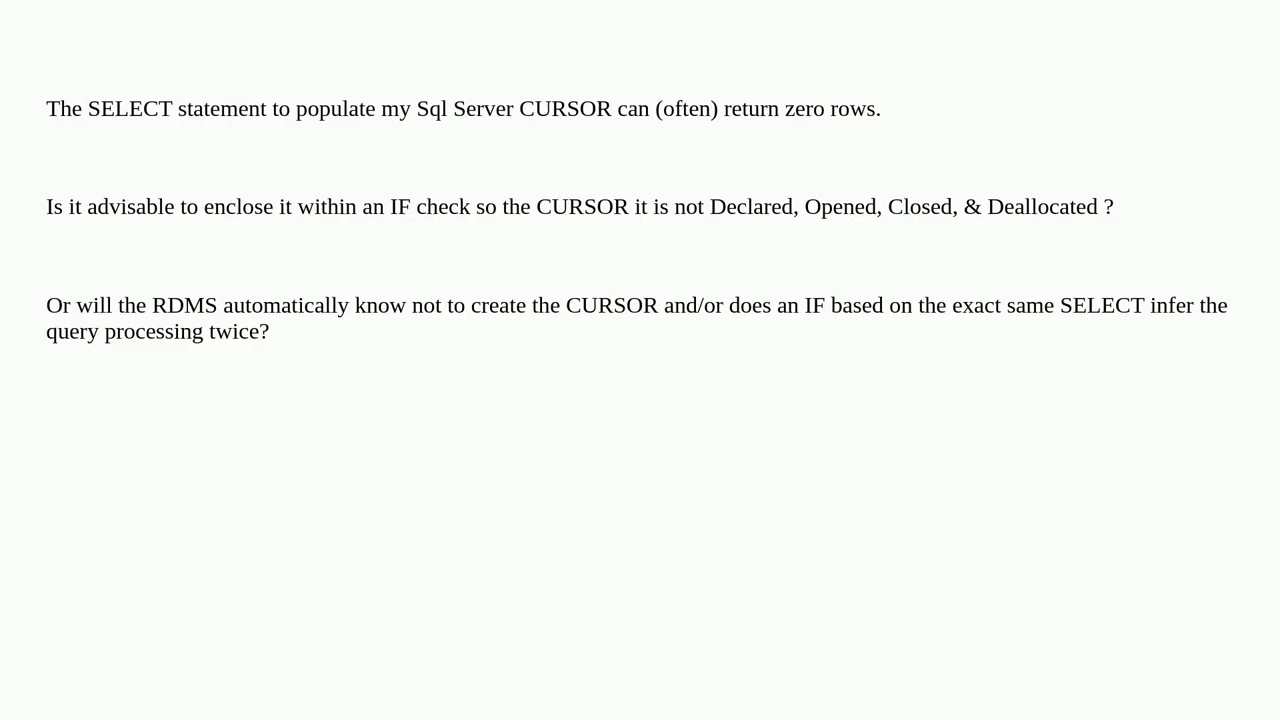 The SELECT statement to populate my Sql Server CURSOR can (often) return zero rows.
Is it advisable to enclose it within an IF check so the CURSOR it is not Declared, Opened, Closed, & Deallocated ?
Or will the RDMS automatically know not to create the CURSOR and/or does an IF based on the exact same SELECT infer the
query processing twice?